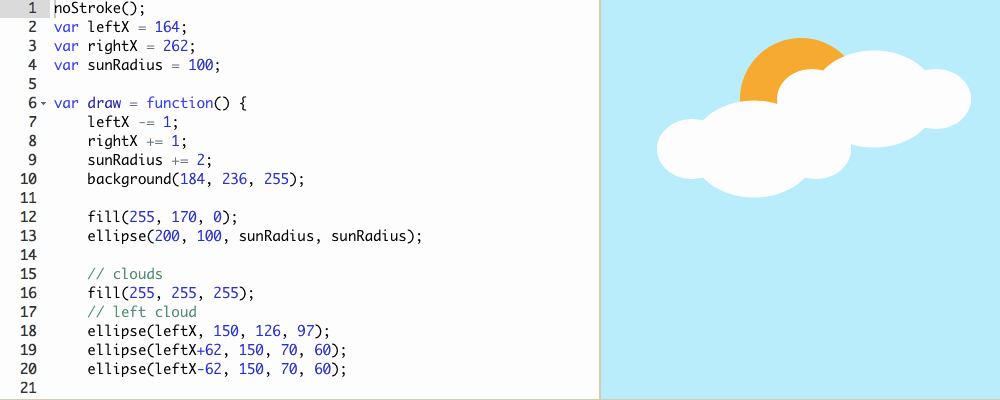 1 noStroke();
2 var leftX = 164;
3 var rightX = 262;
4 var sunRadius = 100;
5
6 var draw = function() {
7 leftX -= 1;
8 rightX += 1;
9 sunRadius += 2;
10 background(184, 236, 255);
11
12 fill(255, 170, 0);
13 ellipse(200, 100, sunRadius, sunRadius);
14
15 // clouds
16 fill(255, 255, 255);
17 // left cloud
18 ellipse(leftX, 150, 126, 97);
19 ellipse(leftX+62, 150, 70, 60);
20 ellipse(leftX-62, 150, 70, 60);
21